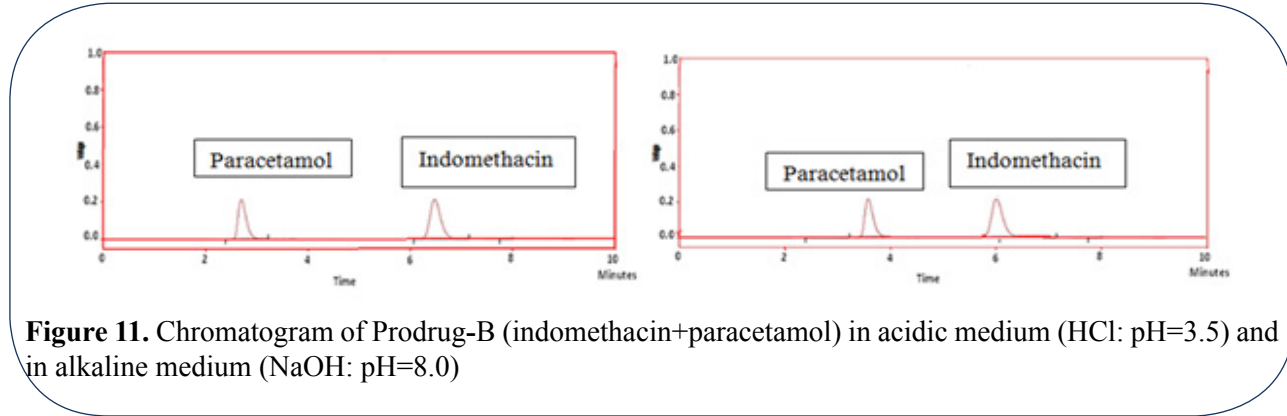 1.0
0.8
0.6
0.4
0.2
0.0
Paracetamol
Indomethacin
0
2
4
6
8
10
Time
Minutes
1.0
0.8
0.6
0.4
0.2
0.0
Paracetamol
Indomethacin
0
2
4
6
8
10
Time
Minutes
Figure 11. Chromatogram of Prodrug-B (indomethacin+paracetamol) in acidic medium (HCl: pH=3.5) and
in alkaline medium (NaOH: pH=8.0)